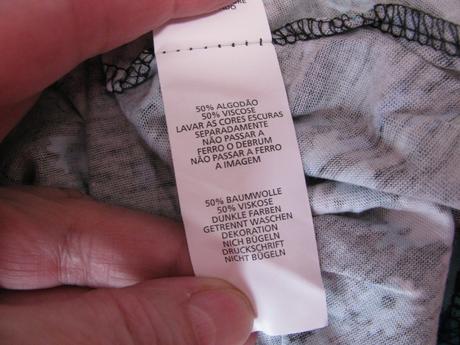 50% ALGODÃO
50% VISCOSE
LAVAR AS CORES ESCURAS
SEPARADAMENTE
NÃO PASSAR A
FERRO O DEBRUM
NÃO PASSAR A FERRO
A IMAGEM
50% BAUMWOLLE
50% VISKOSE
DUNKLE FARBEN
GETRENNT WASCHEN
DEKORATION
NICH BÜGELN
DRUCKSCHRIFT
NICHT BÜGELN